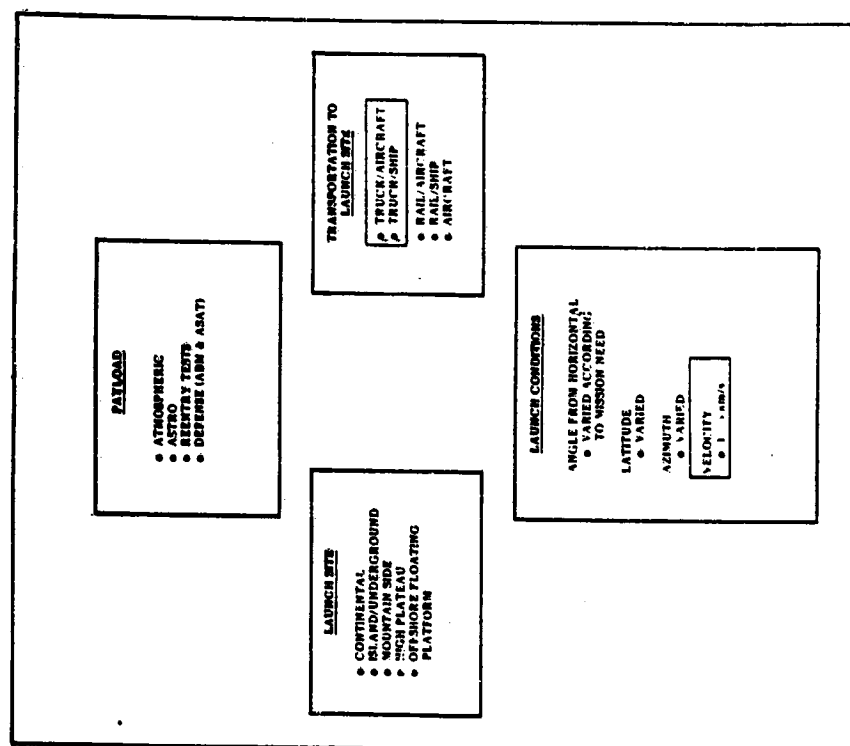 PAYLOAD
• ATMOSPHERIC
• ASTRO
• REENTRY TESTS
• DEFENSE (ABM & ASAT)
LAUNCH SITE
• CONTINENTAL
• ISLAND/UNDERGROUND
• MOUNTAIN SIDE
• HIGH PLATEAU
• OFFSHORE FLOATING
PLATFORM
TRANSPORTATION TO
LAUNCH SITE
• TRUCK/AIRCRAFT
• TRUCK/SHIP
• RAIL/AIRCRAFT
• RAIL/SHIP
• AIRCRAFT
LAUNCH CONDITIONS
ANGLE FROM HORIZONTAL
• VARIED ACCORDING
TO MISSION NEED
LATITUDE
• VARIED
AZIMUTH
• VARIED
VELOCITY